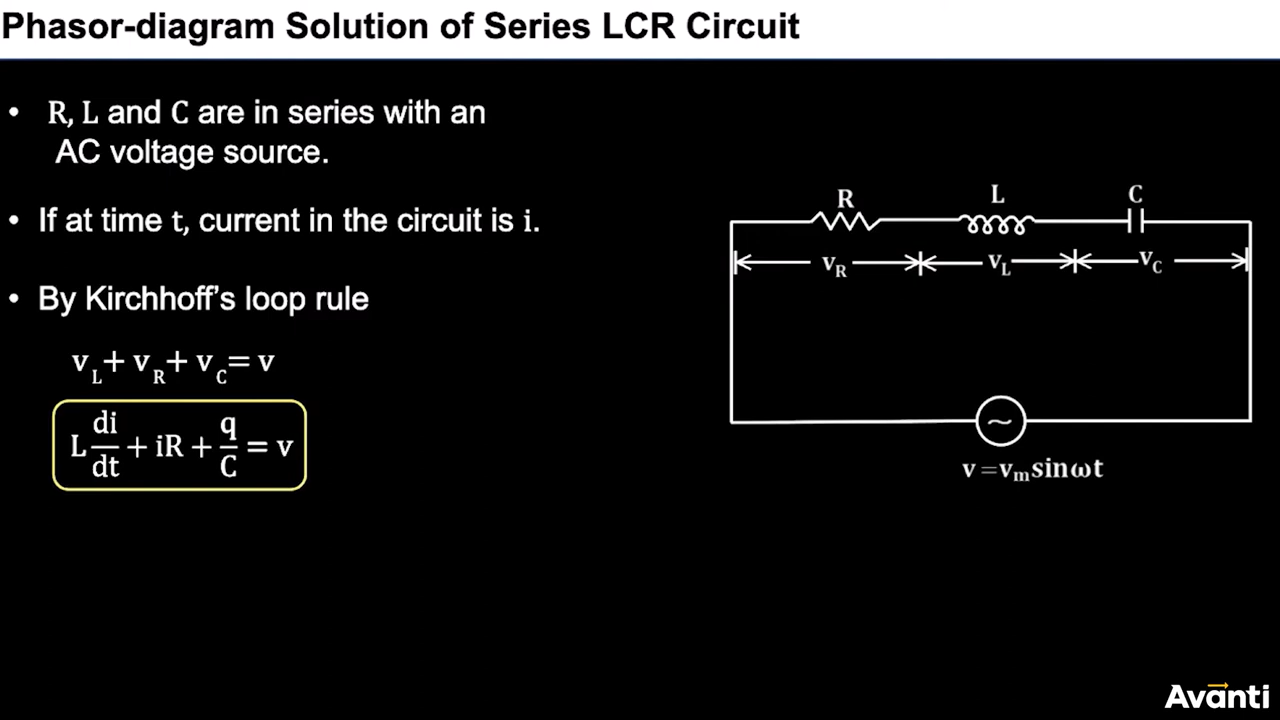 Phasor-diagram Solution of Series LCR Circuit
• R, L and C are in series with an
AC voltage source.
• If at time t, current in the circuit is i.
• By Kirchhoff's loop rule
v_L + v_R + v_C = v
L di/dt + iR + q/C = v
R
L
C
v_R
v_L
v_C
~
v = v_m sinωt
Avanti